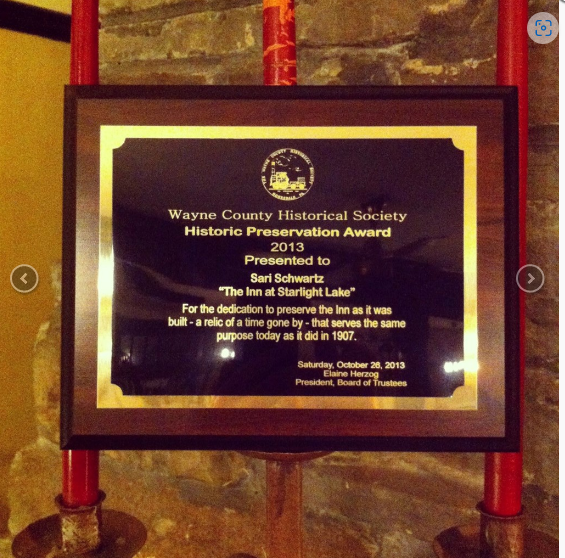 Wayne County Historical Society
Historic Preservation Award
2013
Presented to
Sari Schwartz
"The Inn at Starlight Lake"
For the dedication to preserve the Inn as it was
built - a relic of a time gone by - that serves the same
purpose today as it did in 1907.
Saturday, October 26, 2013
Elaine Herzog
President, Board of Trustees